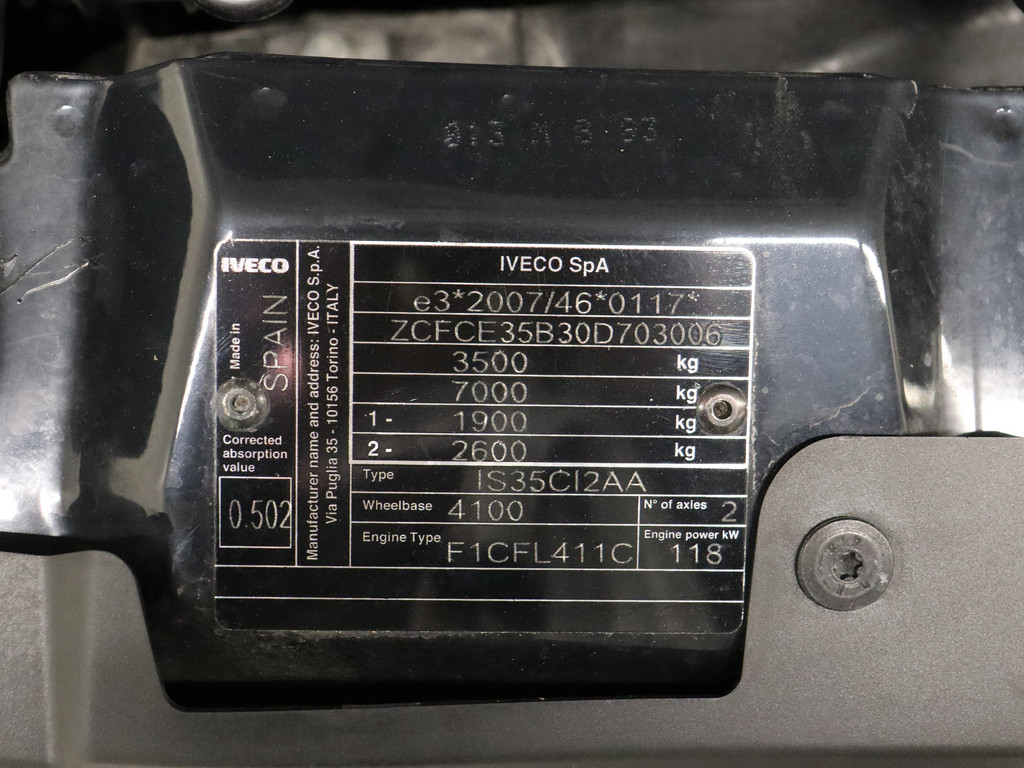 IVECO
Made in
SPAIN
Corrected
absorption
value
0.502
Manufacturer name and address: IVECO S.p.A.
Via Puglia 35 - 10156 Torino - ITALY
IVECO SpA
e3*2007/46*0117*
ZCFCE35B30D703006
3500 kg
7000 kg
1- 1900 kg
2- 2600 kg
Type IS35CI2AA
Wheelbase 4100 N° of axles 2
Engine Type F1CFL411C Engine power kW 118